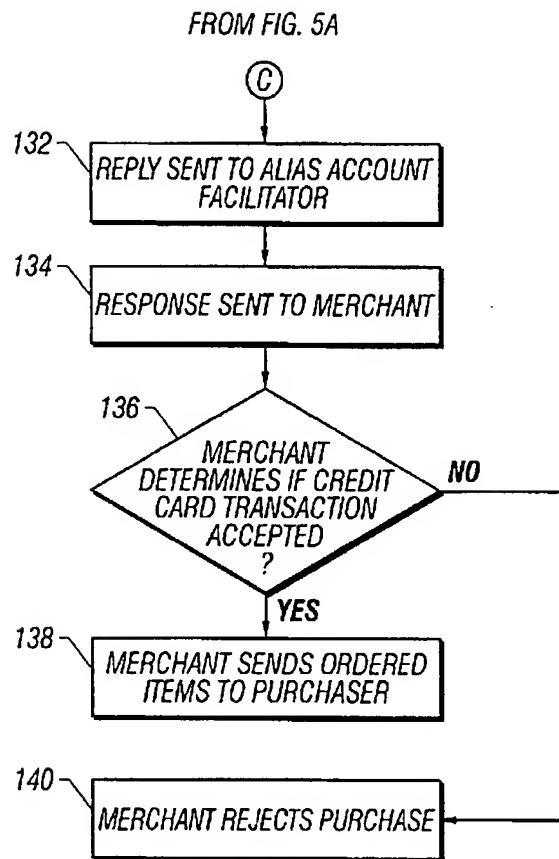 FROM FIG. 5A
C
132
REPLY SENT TO ALIAS ACCOUNT
FACILITATOR
134
RESPONSE SENT TO MERCHANT
136
MERCHANT
DETERMINES IF CREDIT
CARD TRANSACTION
ACCEPTED
?
NO
YES
138
MERCHANT SENDS ORDERED
ITEMS TO PURCHASER
140
MERCHANT REJECTS PURCHASE